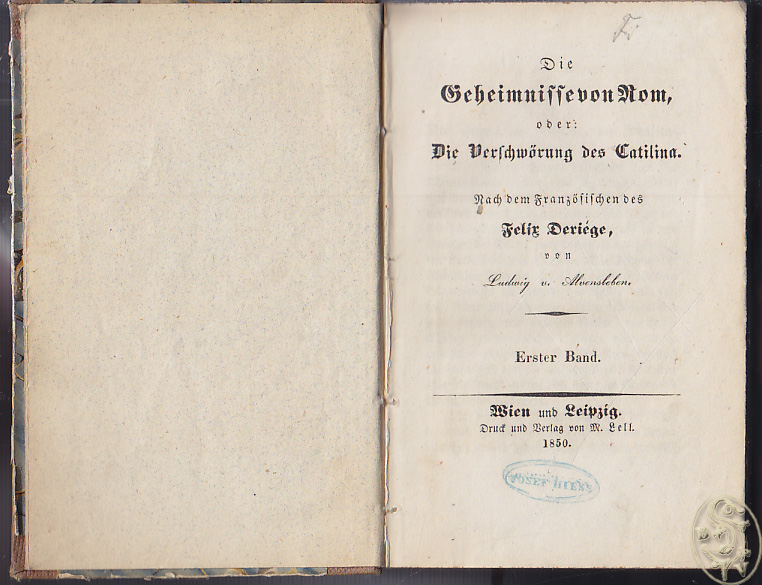 Die
Geheimnisse von Rom,
oder:
Die Verschwörung des Catilina.
Nach dem Französischen des
Felix Deriége,
von
Ludwig v. Alvensleben.
Erster Band.
Wien und Leipzig.
Druck und Verlag von M. Lell.
1850.
JOSEF